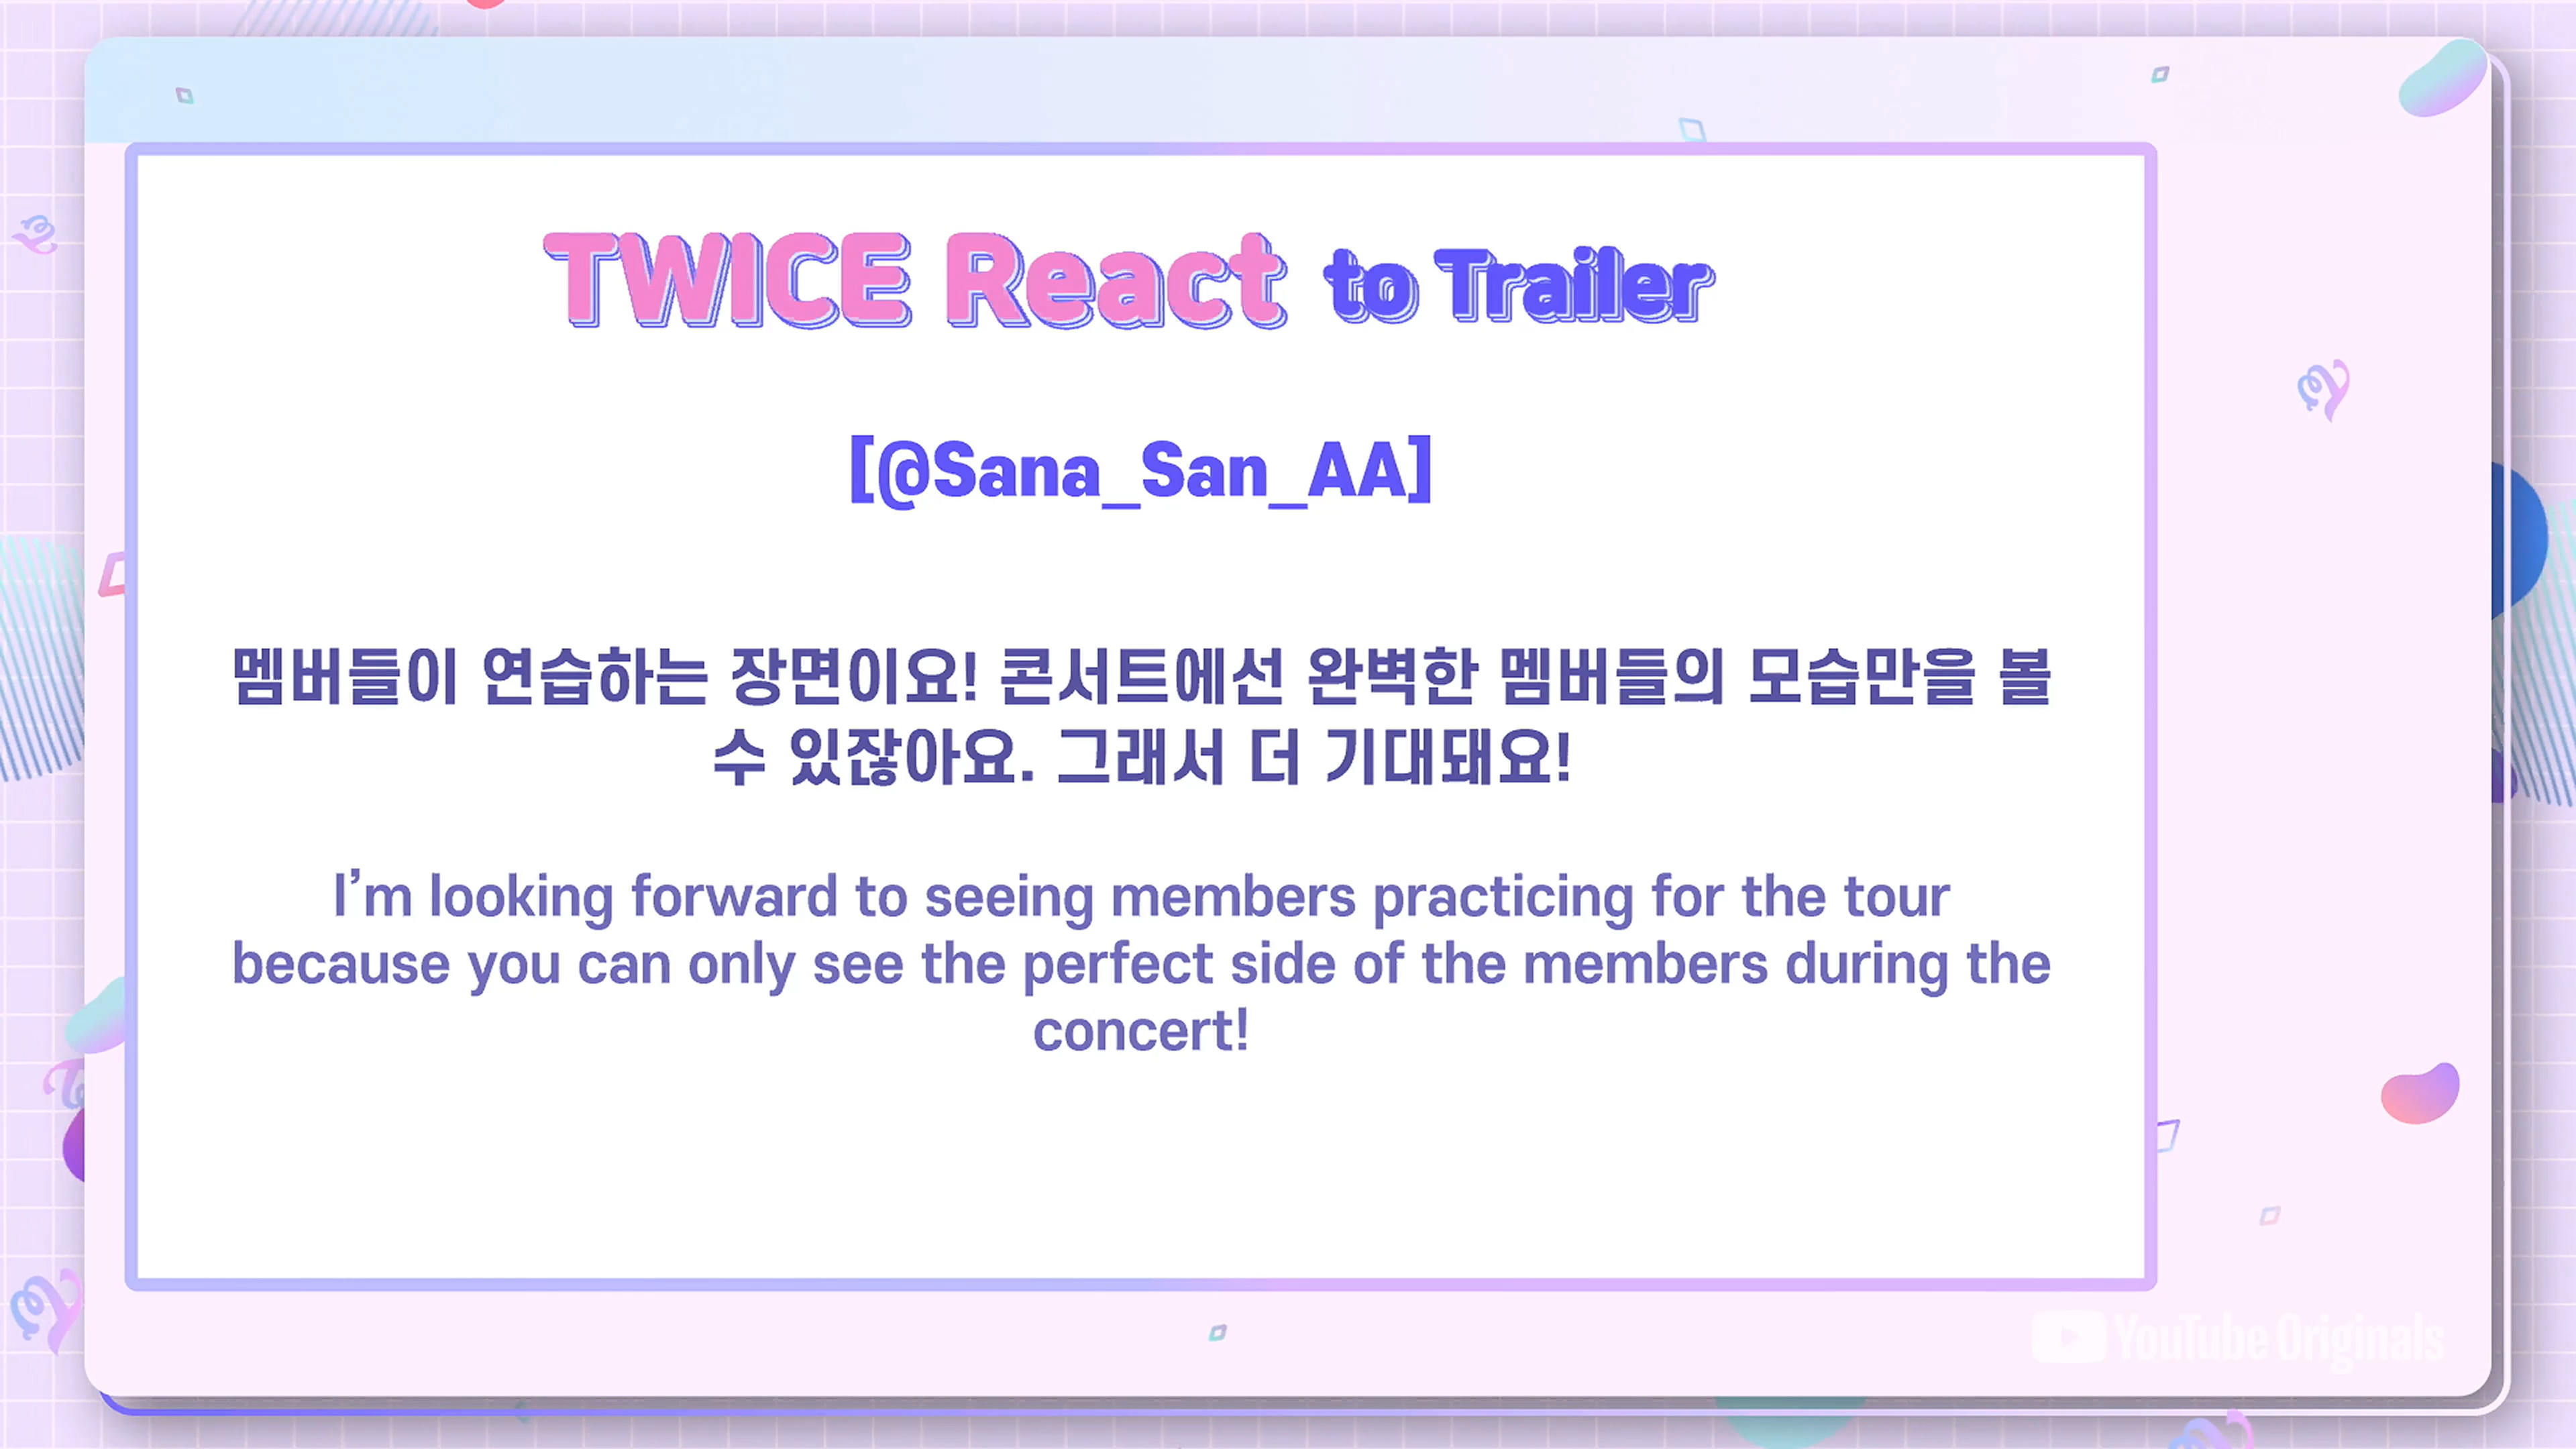 TWICE React to Trailer
[@Sana_San_AA]
멤버들이 연습하는 장면이요! 콘서트에선 완벽한 멤버들의 모습만을 볼
수 있잖아요. 그래서 더 기대돼요!
I'm looking forward to seeing members practicing for the tour
because you can only see the perfect side of the members during the
concert!
YouTube Originals